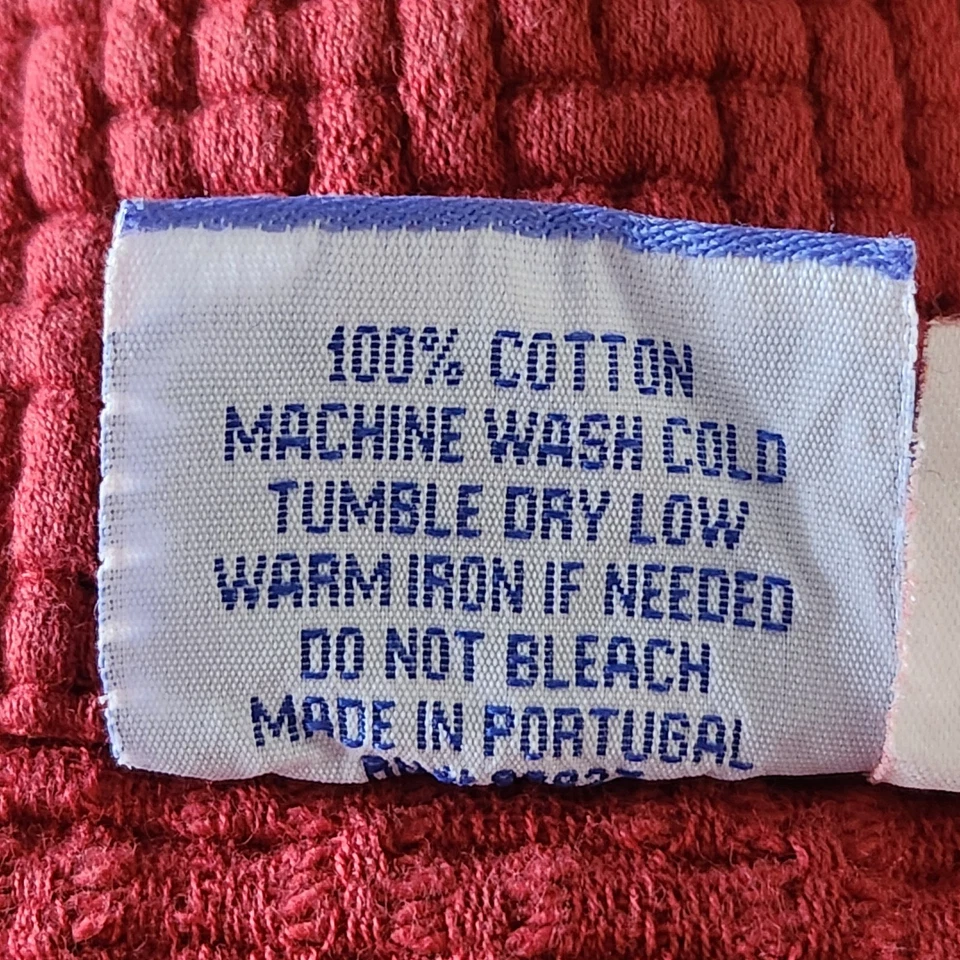 100% COTTON
MACHINE WASH COLD
TUMBLE DRY LOW
WARM IRON IF NEEDED
DO NOT BLEACH
MADE IN PORTUGAL